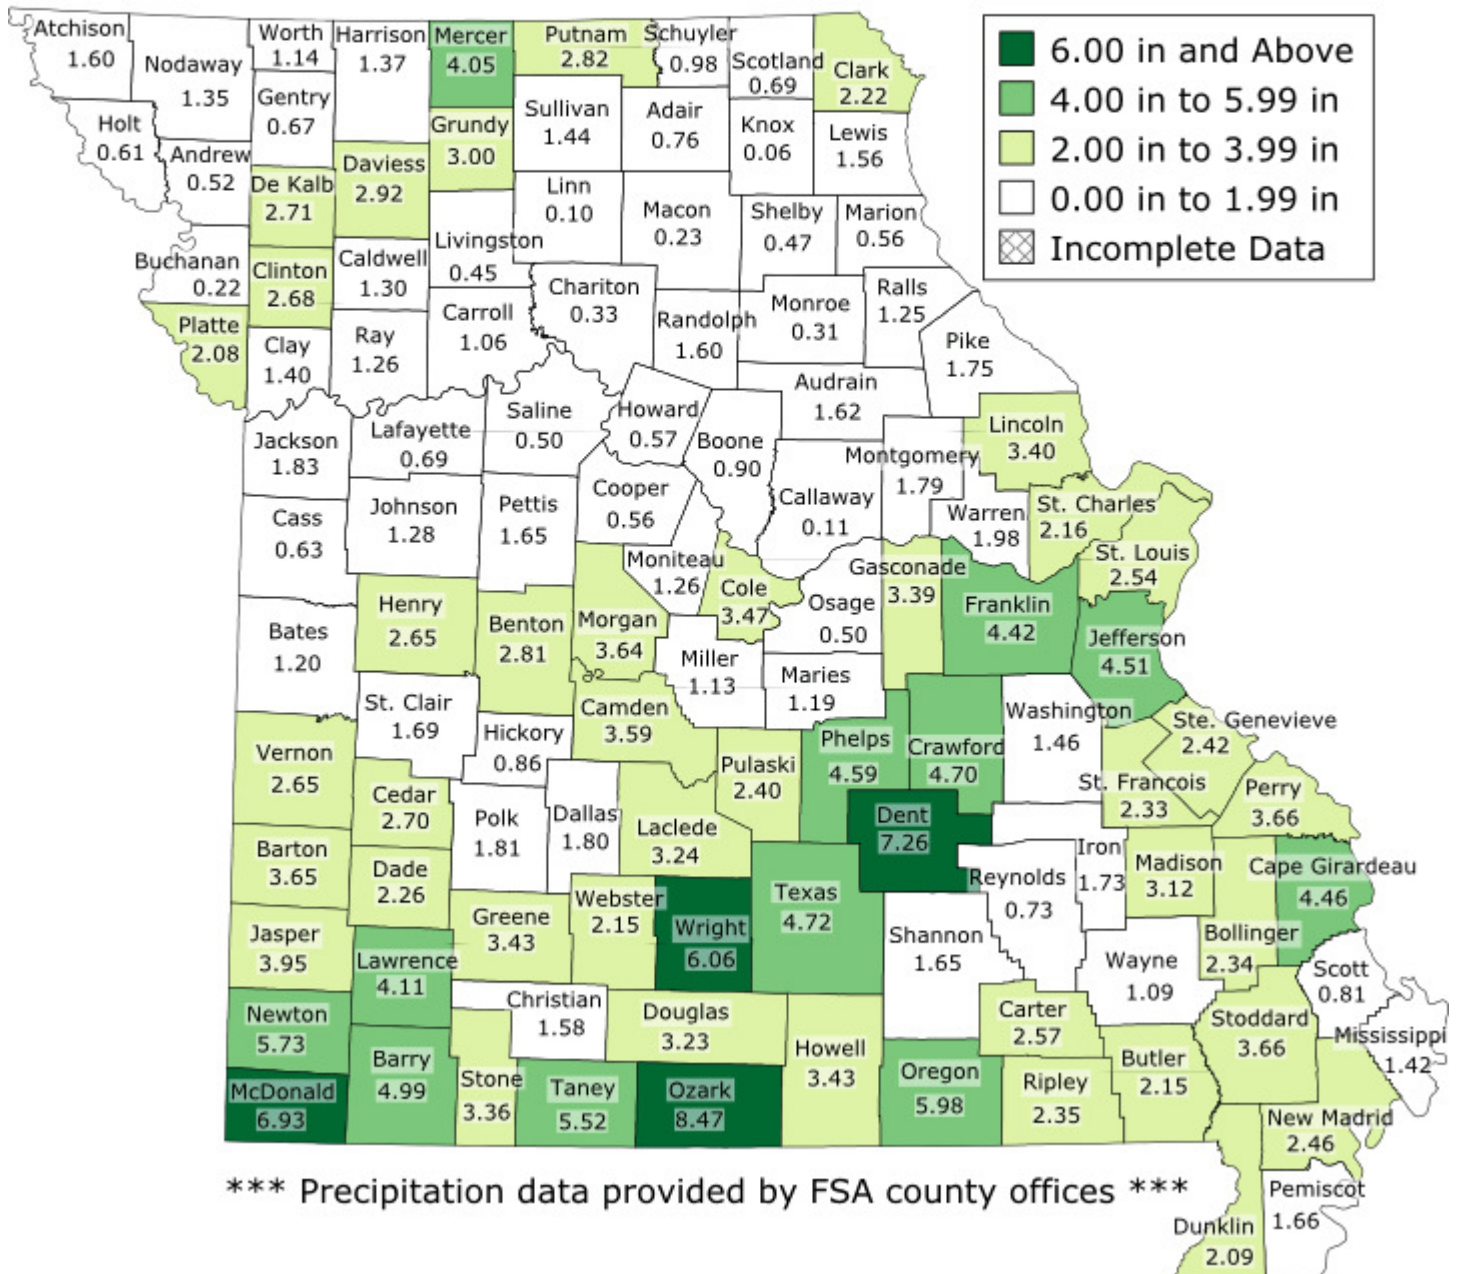 Atchison
1.60
Nodaway
1.35
Worth
1.14
Harrison
1.37
Mercer
4.05
Putnam
2.82
Schuyler
0.98
Scotland
0.69
Clark
2.22
6.00 in and Above
4.00 in to 5.99 in
2.00 in to 3.99 in
0.00 in to 1.99 in
Incomplete Data
Holt
0.61
Andrew
0.52
Gentry
0.67
De Kalb
2.71
Daviess
2.92
Grundy
3.00
Sullivan
1.44
Adair
0.76
Knox
0.06
Lewis
1.56
Linn
0.10
Macon
0.23
Shelby
0.47
Marion
0.56
Buchanan
0.22
Clinton
2.68
Caldwell
1.30
Livingston
0.45
Chariton
0.33
Randolph
1.60
Monroe
0.31
Ralls
1.25
Pike
1.75
Platte
2.08
Clay
1.40
Ray
1.26
Carroll
1.06
Jackson
1.83
Lafayette
0.69
Saline
0.50
Howard
0.57
Boone
0.90
Audrain
1.62
Callaway
0.11
Montgomery
1.79
Lincoln
3.40
Warren
1.98
St. Charles
2.16
St. Louis
2.54
Cass
0.63
Johnson
1.28
Pettis
1.65
Cooper
0.56
Moniteau
1.26
Cole
3.47
Osage
0.50
Gasconade
3.39
Franklin
4.42
Jefferson
4.51
Bates
1.20
Henry
2.65
Benton
2.81
Morgan
3.64
Miller
1.13
Maries
1.19
St. Clair
1.69
Hickory
0.86
Camden
3.59
Pulaski
2.40
Phelps
4.59
Crawford
4.70
Washington
1.46
Ste. Genevieve
2.42
St. Francois
2.33
Perry
3.66
Vernon
2.65
Cedar
2.70
Polk
1.81
Dallas
1.80
Laclede
3.24
Dent
7.26
Iron
1.73
Madison
3.12
Cape Girardeau
4.46
Barton
3.65
Dade
2.26
Greene
3.43
Webster
2.15
Wright
6.06
Texas
4.72
Reynolds
0.73
Shannon
1.65
Wayne
1.09
Bollinger
2.34
Scott
0.81
Jasper
3.95
Lawrence
4.11
Christian
1.58
Douglas
3.23
Howell
3.43
Carter
2.57
Stoddard
3.66
Mississippi
1.42
Newton
5.73
Barry
4.99
Stone
3.36
Taney
5.52
Ozark
8.47
Oregon
5.98
Ripley
2.35
Butler
2.15
New Madrid
2.46
McDonald
6.93
Pemiscot
1.66
Dunklin
2.09
*** Precipitation data provided by FSA county offices ***